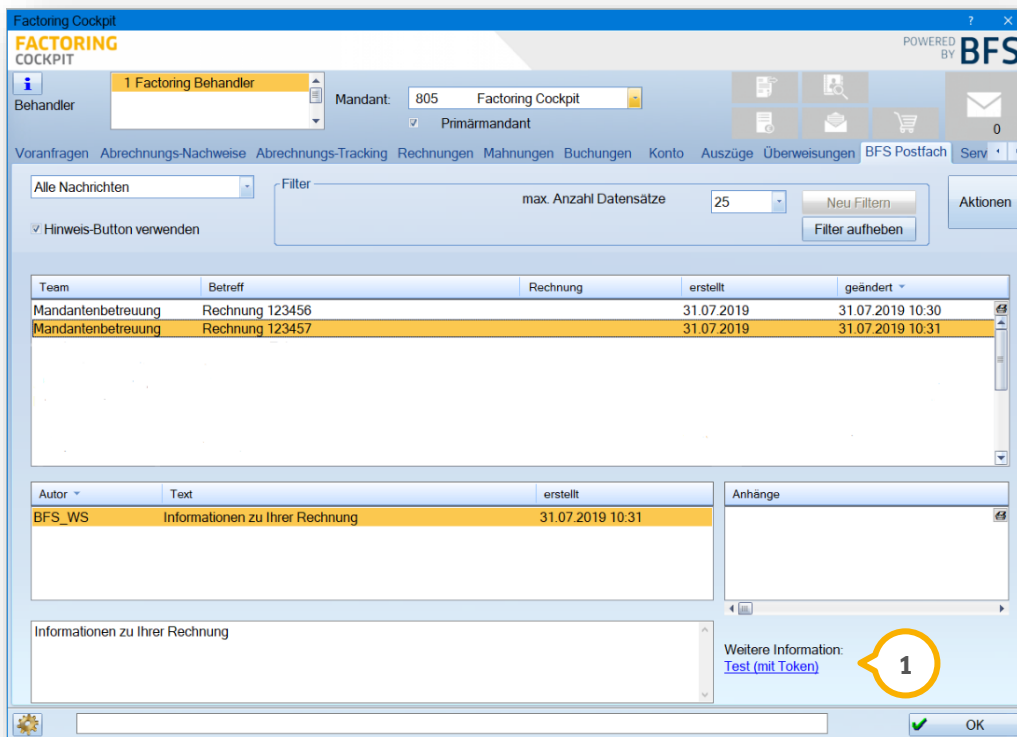 Factoring Cockpit
?
FACTORING
COCKPIT
POWERED
BY
BFS
i
Behandler
1 Factoring Behandler
Mandant:
805
Factoring Cockpit
Primärmandant
0
Voranfragen
Abrechnungs-Nachweise
Abrechnungs-Tracking
Rechnungen
Mahnungen
Buchungen
Konto
Auszüge
Überweisungen
BFS Postfach
Serv
Alle Nachrichten
Filter
max. Anzahl Datensätze
25
Neu Filtern
Aktionen
Hinweis-Button verwenden
Filter aufheben
Team
Betreff
Rechnung
erstellt
geändert
Mandantenbetreuung
Rechnung 123456
31.07.2019
31.07.2019 10:30
Mandantenbetreuung
Rechnung 123457
31.07.2019
31.07.2019 10:31
Autor
Text
erstellt
Anhänge
BFS_WS
Informationen zu Ihrer Rechnung
31.07.2019 10:31
Informationen zu Ihrer Rechnung
Weitere Information:
Test (mit Token)
1
OK